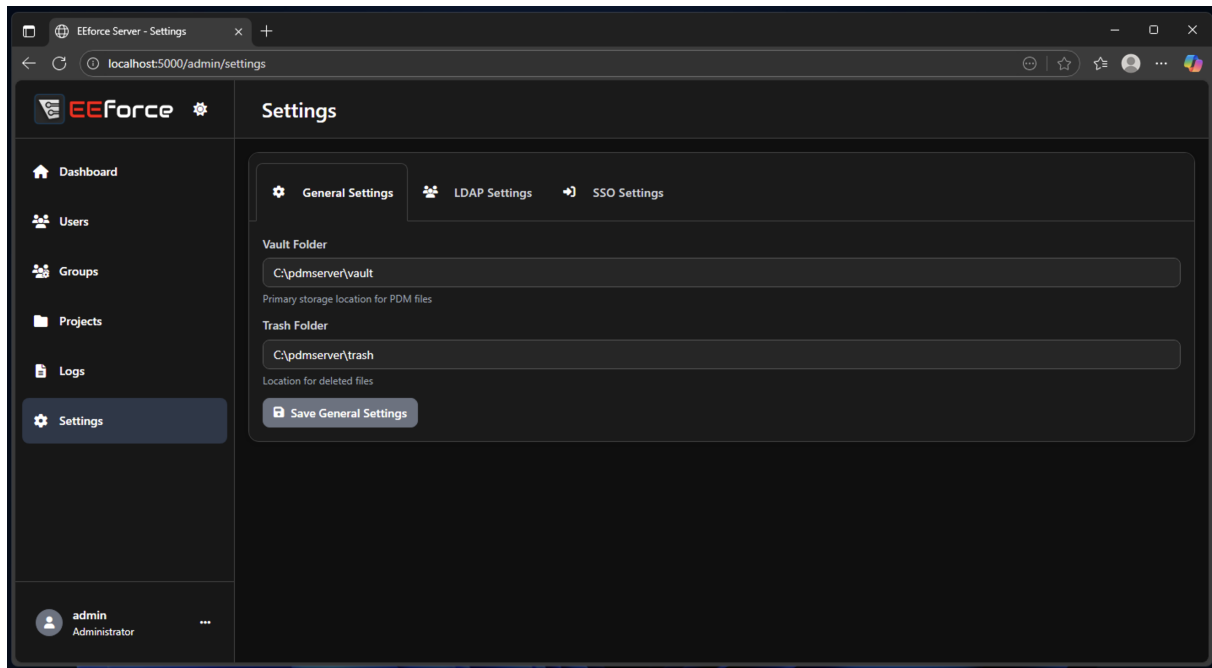 EEforce Server - Settings
localhost:5000/admin/settings
EEForce
Settings
Dashboard
Users
Groups
Projects
Logs
Settings
General Settings
LDAP Settings
SSO Settings
Vault Folder
C:\pdmserver\vault
Primary storage location for PDM files
Trash Folder
C:\pdmserver\trash
Location for deleted files
Save General Settings
admin
Administrator